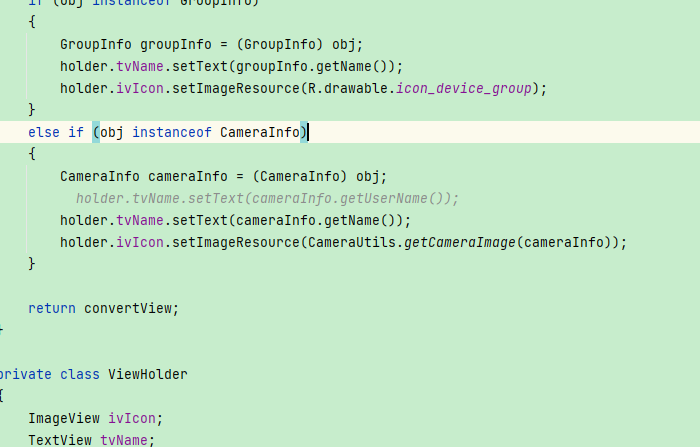 if (obj instanceof GroupInfo)
{
GroupInfo groupInfo = (GroupInfo) obj;
holder.tvName.setText(groupInfo.getName());
holder.ivIcon.setImageResource(R.drawable.icon_device_group);
}
else if (obj instanceof CameraInfo)
{
CameraInfo cameraInfo = (CameraInfo) obj;
holder.tvName.setText(cameraInfo.getUserName());
holder.tvName.setText(cameraInfo.getName());
holder.ivIcon.setImageResource(CameraUtils.getCameraImage(cameraInfo));
}
return convertView;
}
private class ViewHolder
{
ImageView ivIcon;
TextView tvName;